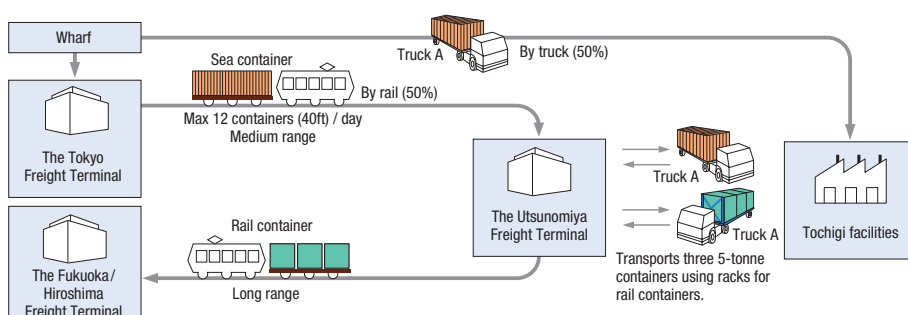 Wharf
Truck A
By truck (50%)
Sea container
By rail (50%)
Max 12 containers (40ft) / day
Medium range
The Tokyo
Freight Terminal
Truck A
The Utsunomiya
Freight Terminal
Truck A
Tochigi facilities
Transports three 5-tonne
containers using racks for
rail containers.
Rail container
Long range
The Fukuoka/
Hiroshima
Freight Terminal